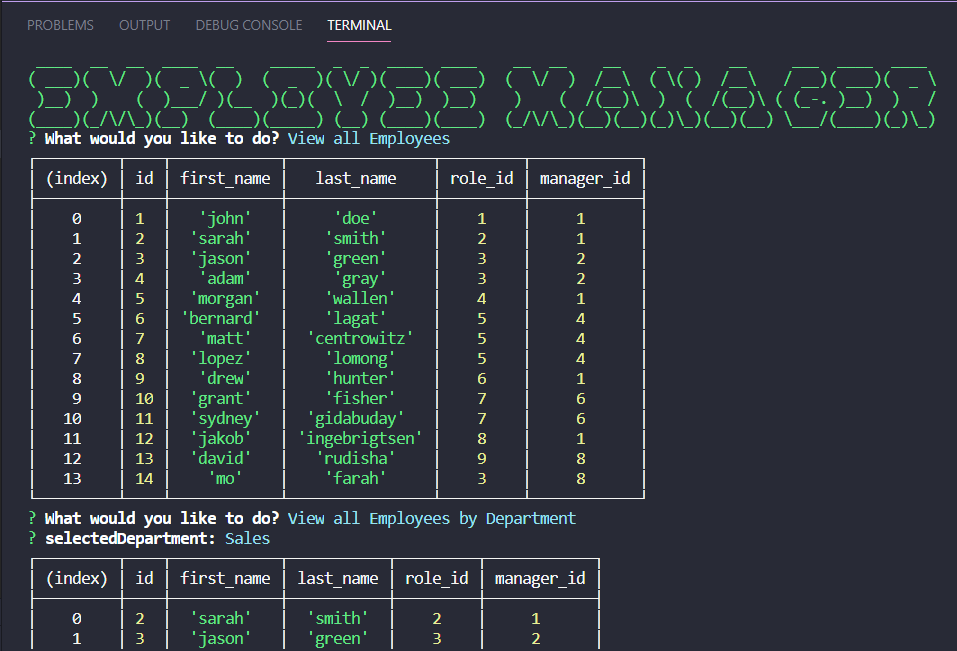 PROBLEMS OUTPUT DEBUG CONSOLE TERMINAL
EMPLOYEE MANAGER
? What would you like to do? View all Employees
(index) id first_name last_name role_id manager_id
0 1 'john' 'doe' 1 1
1 2 'sarah' 'smith' 2 1
2 3 'jason' 'green' 3 2
3 4 'adam' 'gray' 3 2
4 5 'morgan' 'wallen' 4 1
5 6 'bernard' 'lagat' 5 4
6 7 'matt' 'centrowitz' 5 4
7 8 'lopez' 'lomong' 5 4
8 9 'drew' 'hunter' 6 1
9 10 'grant' 'fisher' 7 6
10 11 'sydney' 'gidabuday' 7 6
11 12 'jakob' 'ingebrigtsen' 8 1
12 13 'david' 'rudisha' 9 8
13 14 'mo' 'farah' 3 8
? What would you like to do? View all Employees by Department
? selectedDepartment: Sales
(index) id first_name last_name role_id manager_id
0 2 'sarah' 'smith' 2 1
1 3 'jason' 'green' 3 2